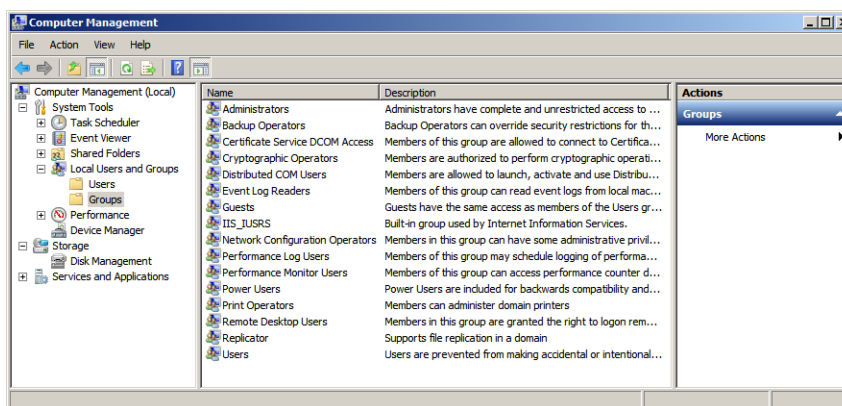 Computer Management
File Action View Help
Computer Management (Local)
System Tools
Task Scheduler
Event Viewer
Shared Folders
Local Users and Groups
Users
Groups
Performance
Device Manager
Storage
Disk Management
Services and Applications
Name Description
Administrators Administrators have complete and unrestricted access to ...
Backup Operators Backup Operators can override security restrictions for th...
Certificate Service DCOM Access Members of this group are allowed to connect to Certifica...
Cryptographic Operators Members are authorized to perform cryptographic operati...
Distributed COM Users Members are allowed to launch, activate and use Distribu...
Event Log Readers Members of this group can read event logs from local mac...
Guests Guests have the same access as members of the Users gr...
IIS_IUSRS Built-in group used by Internet Information Services.
Network Configuration Operators Members in this group can have some administrative privil...
Performance Log Users Members of this group may schedule logging of performa...
Performance Monitor Users Members of this group can access performance counter d...
Power Users Power Users are included for backwards compatibility and...
Print Operators Members can administer domain printers
Remote Desktop Users Members in this group are granted the right to logon rem...
Replicator Supports file replication in a domain
Users Users are prevented from making accidental or intentional...
Actions
Groups
More Actions